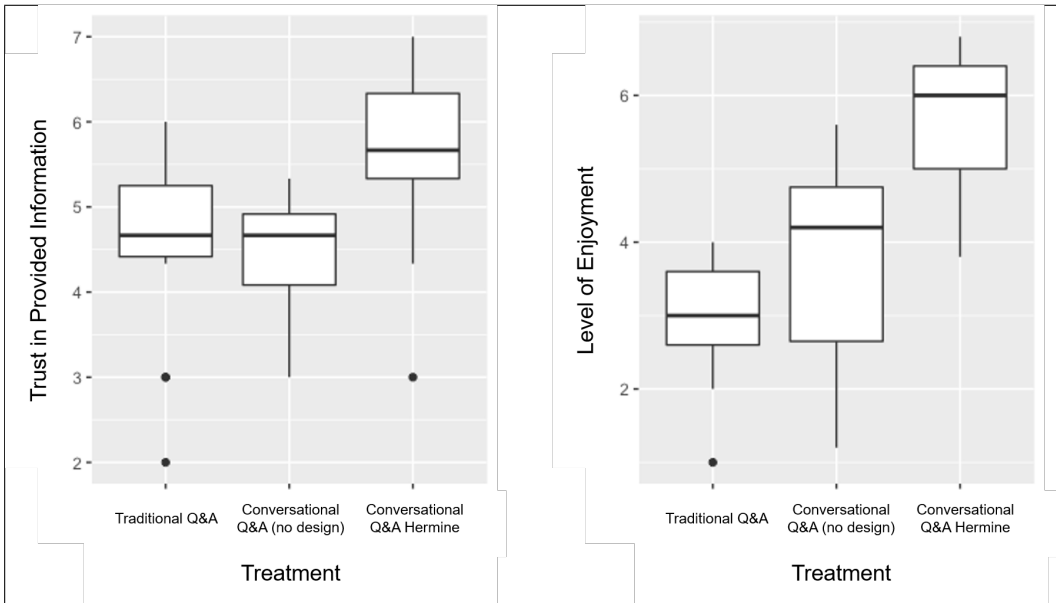 Trust in Provided Information
7
6
5
4
3
2
Traditional Q&A
Conversational
Q&A (no design)
Conversational
Q&A Hermine
Treatment
Level of Enjoyment
6
4
2
Traditional Q&A
Conversational
Q&A (no design)
Conversational
Q&A Hermine
Treatment